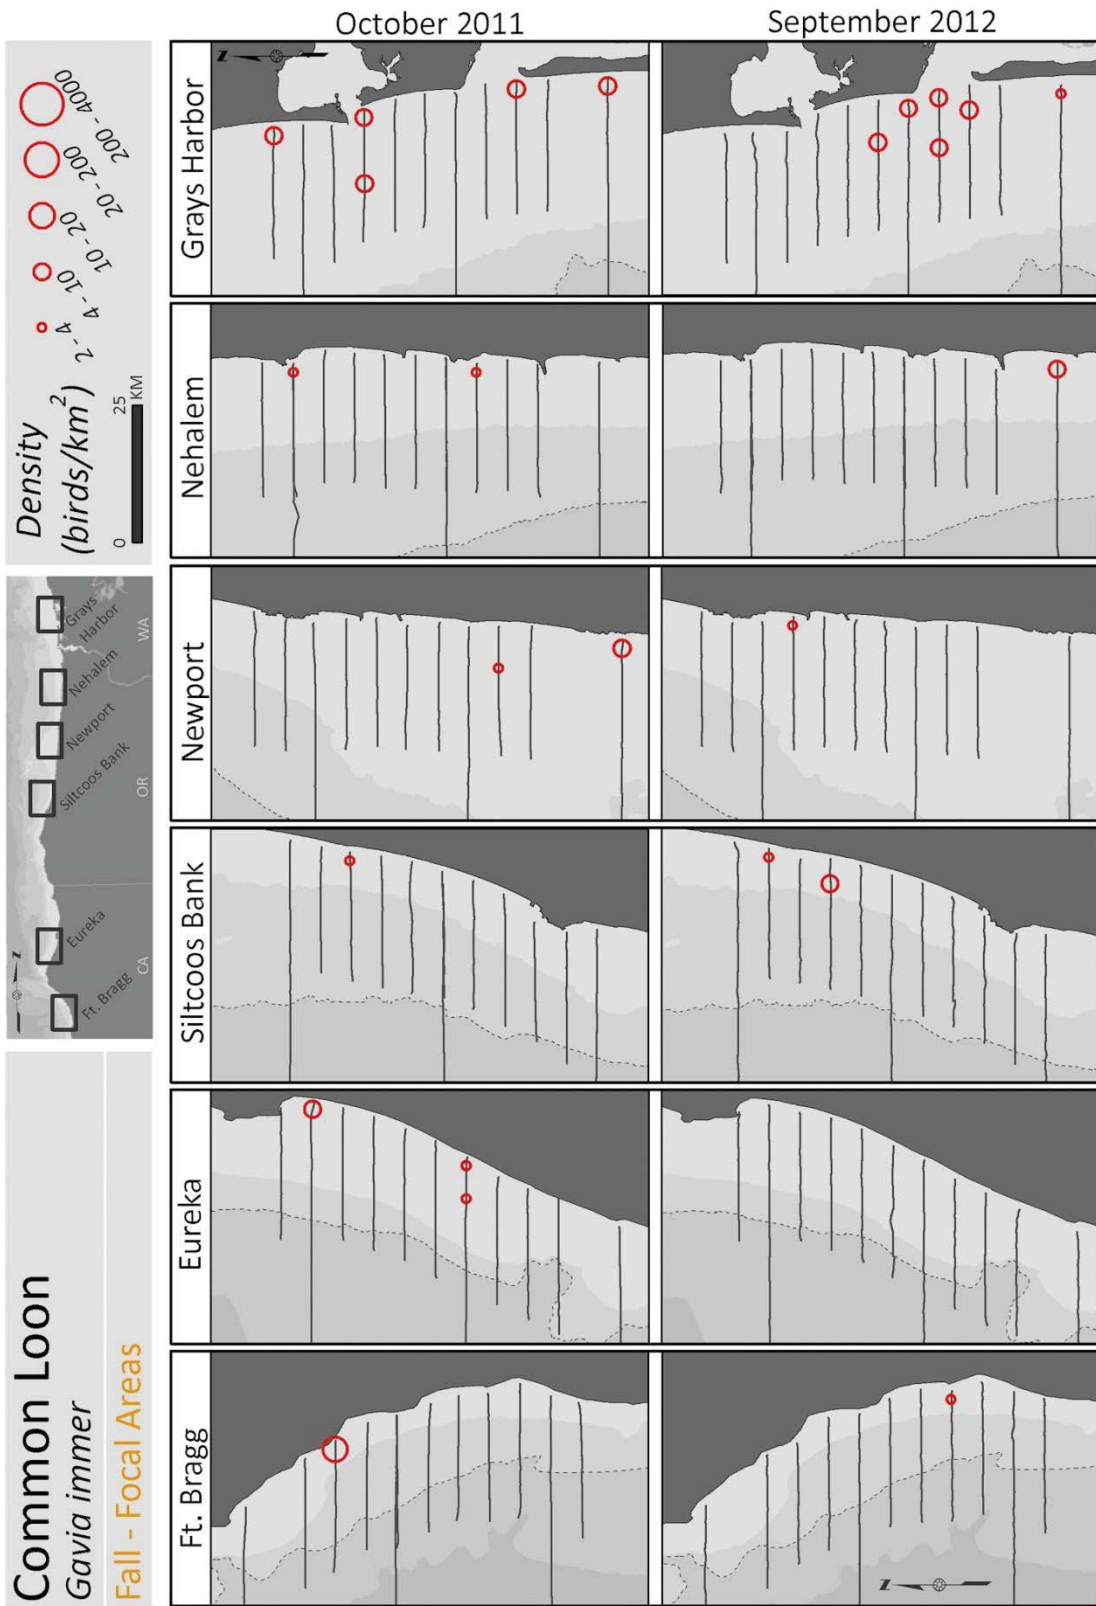 Common Loon
Gavia immer
Fall - Focal Areas
N
CA
OR
WA
Ft. Bragg
Eureka
Siltcoos Bank
Newport
Nehalem
Grays
Harbor
Density
(birds/km²)
2 - 4
4 - 10
10 - 20
20 - 200
200 - 4000
0
25
KM
October 2011
September 2012
Grays Harbor
N
Nehalem
Newport
Siltcoos Bank
Eureka
Ft. Bragg
N